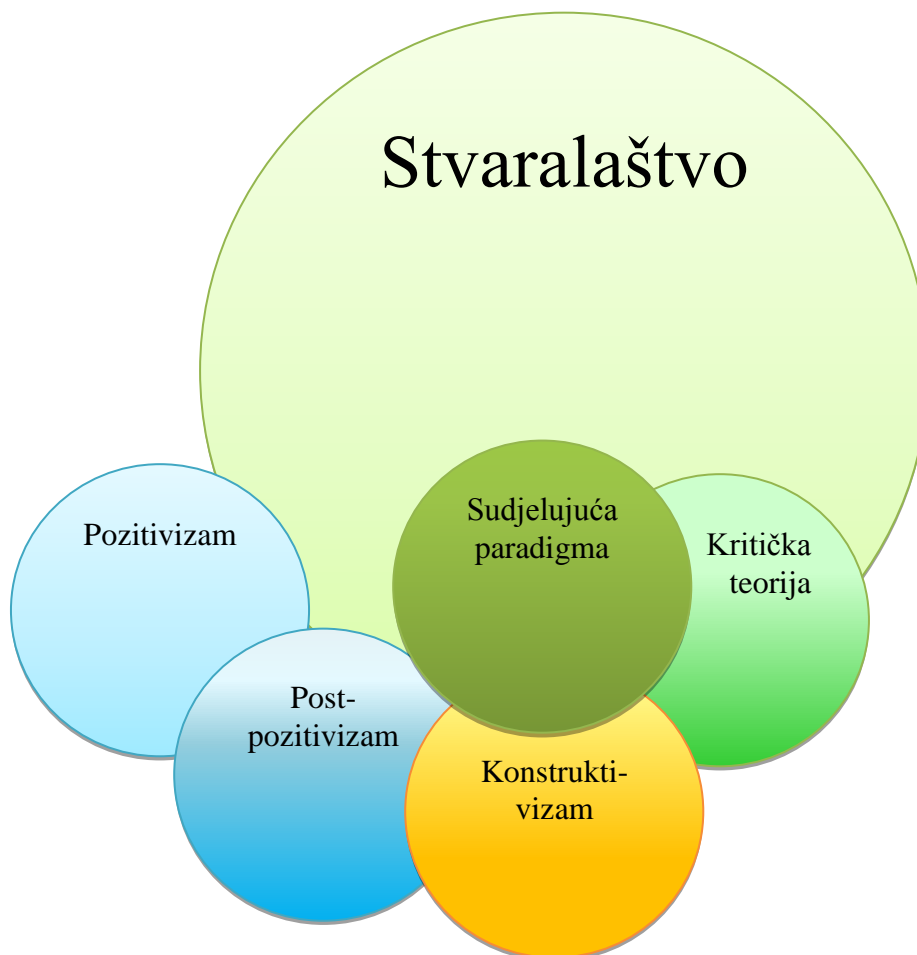 Stvaralaštvo
Pozitivizam
Sudjelujuća
paradigma
Kritička
teorija
Post-
pozitivizam
Konstrukti-
vizam